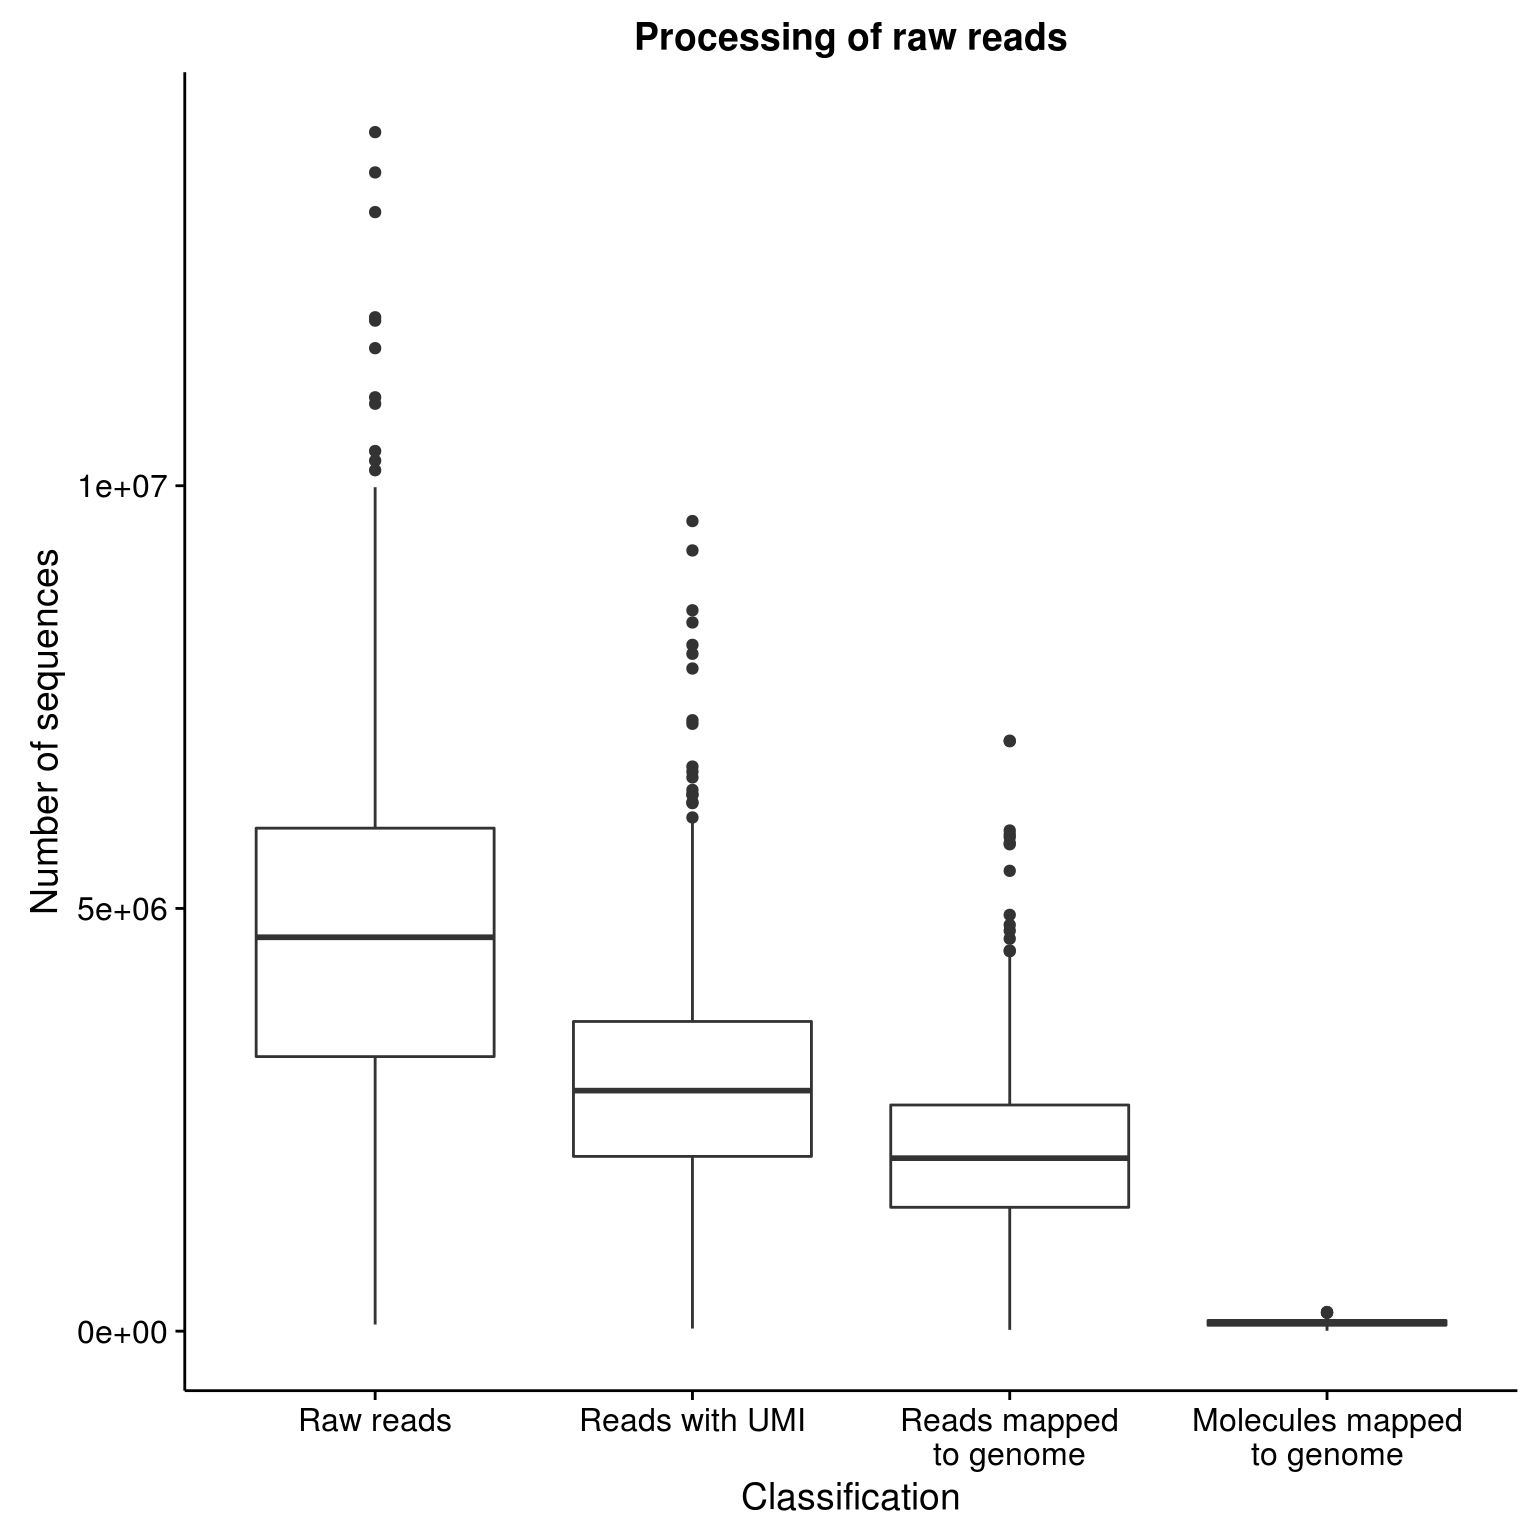 Processing of raw reads
Number of sequences
1e+07
5e+06
0e+00
Raw reads
Reads with UMI
Reads mapped
to genome
Molecules mapped
to genome
Classification